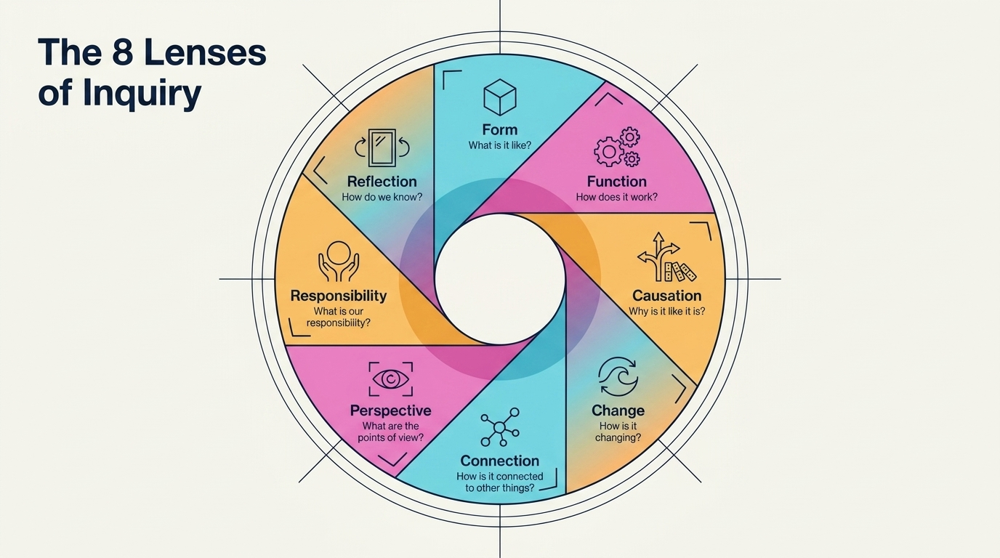 The 8 Lenses
of Inquiry
Form
What is it like?
Function
How does it work?
Causation
Why is it like it is?
Change
How is it
changing?
Connection
How is it connected
to other things?
Perspective
What are the
points of view?
Responsibility
What is our
responsibility?
Reflection
How do we know?